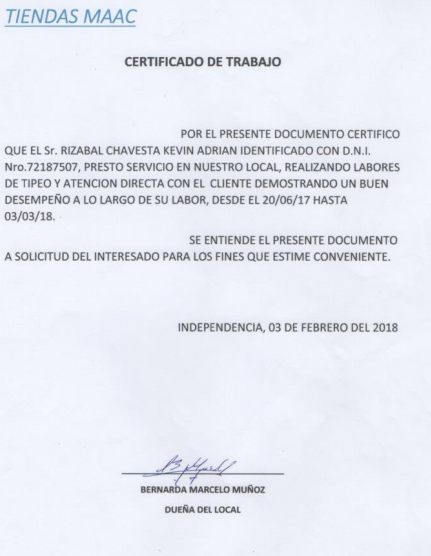 TIENDAS MAAC
CERTIFICADO DE TRABAJO
POR EL PRESENTE DOCUMENTO CERTIFICO
QUE EL Sr. RIZABAL CHAVESTA KEVIN ADRIAN IDENTIFICADO CON D.N.I.
Nro.72187507, PRESTO SERVICIO EN NUESTRO LOCAL, REALIZANDO LABORES
DE TIPEO Y ATENCION DIRECTA CON EL CLIENTE DEMOSTRANDO UN BUEN
DESEMPEÑO A LO LARGO DE SU LABOR, DESDE EL 20/06/17 HASTA
03/03/18.
SE ENTIENDE EL PRESENTE DOCUMENTO
A SOLICITUD DEL INTERESADO PARA LOS FINES QUE ESTIME CONVENIENTE.
INDEPENDENCIA, 03 DE FEBRERO DEL 2018
BERNARDA MARCELO MUÑOZ
DUEÑA DEL LOCAL